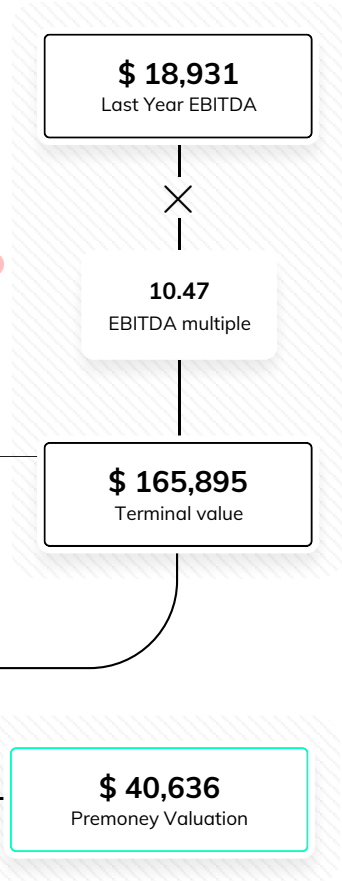 $ 18,931
Last Year EBITDA
10.47
EBITDA multiple
$ 165,895
Terminal value
$ 40,636
Premoney Valuation